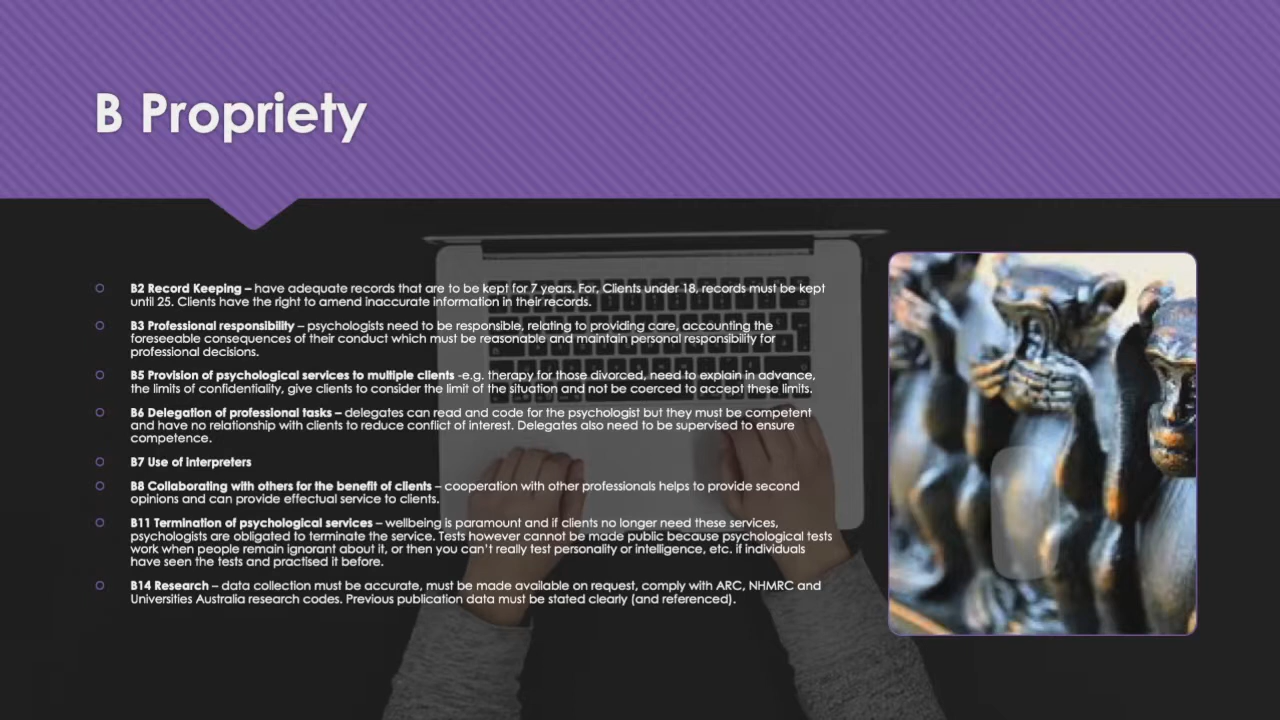 B Propriety
B2 Record Keeping – have adequate records that are to be kept for 7 years. For, Clients under 18, records must be kept
until 25. Clients have the right to amend inaccurate information in their records.
B3 Professional responsibility – psychologists need to be responsible, relating to providing care, accounting the
foreseeable consequences of their conduct which must be reasonable and maintain personal responsibility for
professional decisions.
B5 Provision of psychological services to multiple clients -e.g. therapy for those divorced, need to explain in advance,
the limits of confidentiality, give clients to consider the limit of the situation and not be coerced to accept these limits.
B6 Delegation of professional tasks – delegates can read and code for the psychologist but they must be competent
and have no relationship with clients to reduce conflict of interest. Delegates also need to be supervised to ensure
competence.
B7 Use of interpreters
B8 Collaborating with others for the benefit of clients – cooperation with other professionals helps to provide second
opinions and can provide effectual service to clients.
B11 Termination of psychological services – wellbeing is paramount and if clients no longer need these services,
psychologists are obligated to terminate the service. Tests however cannot be made public because psychological tests
work when people remain ignorant about it, or then you can't really test personality or intelligence, etc. if individuals
have seen the tests and practised it before.
B14 Research – data collection must be accurate, must be made available on request, comply with ARC, NHMRC and
Universities Australia research codes. Previous publication data must be stated clearly (and referenced).